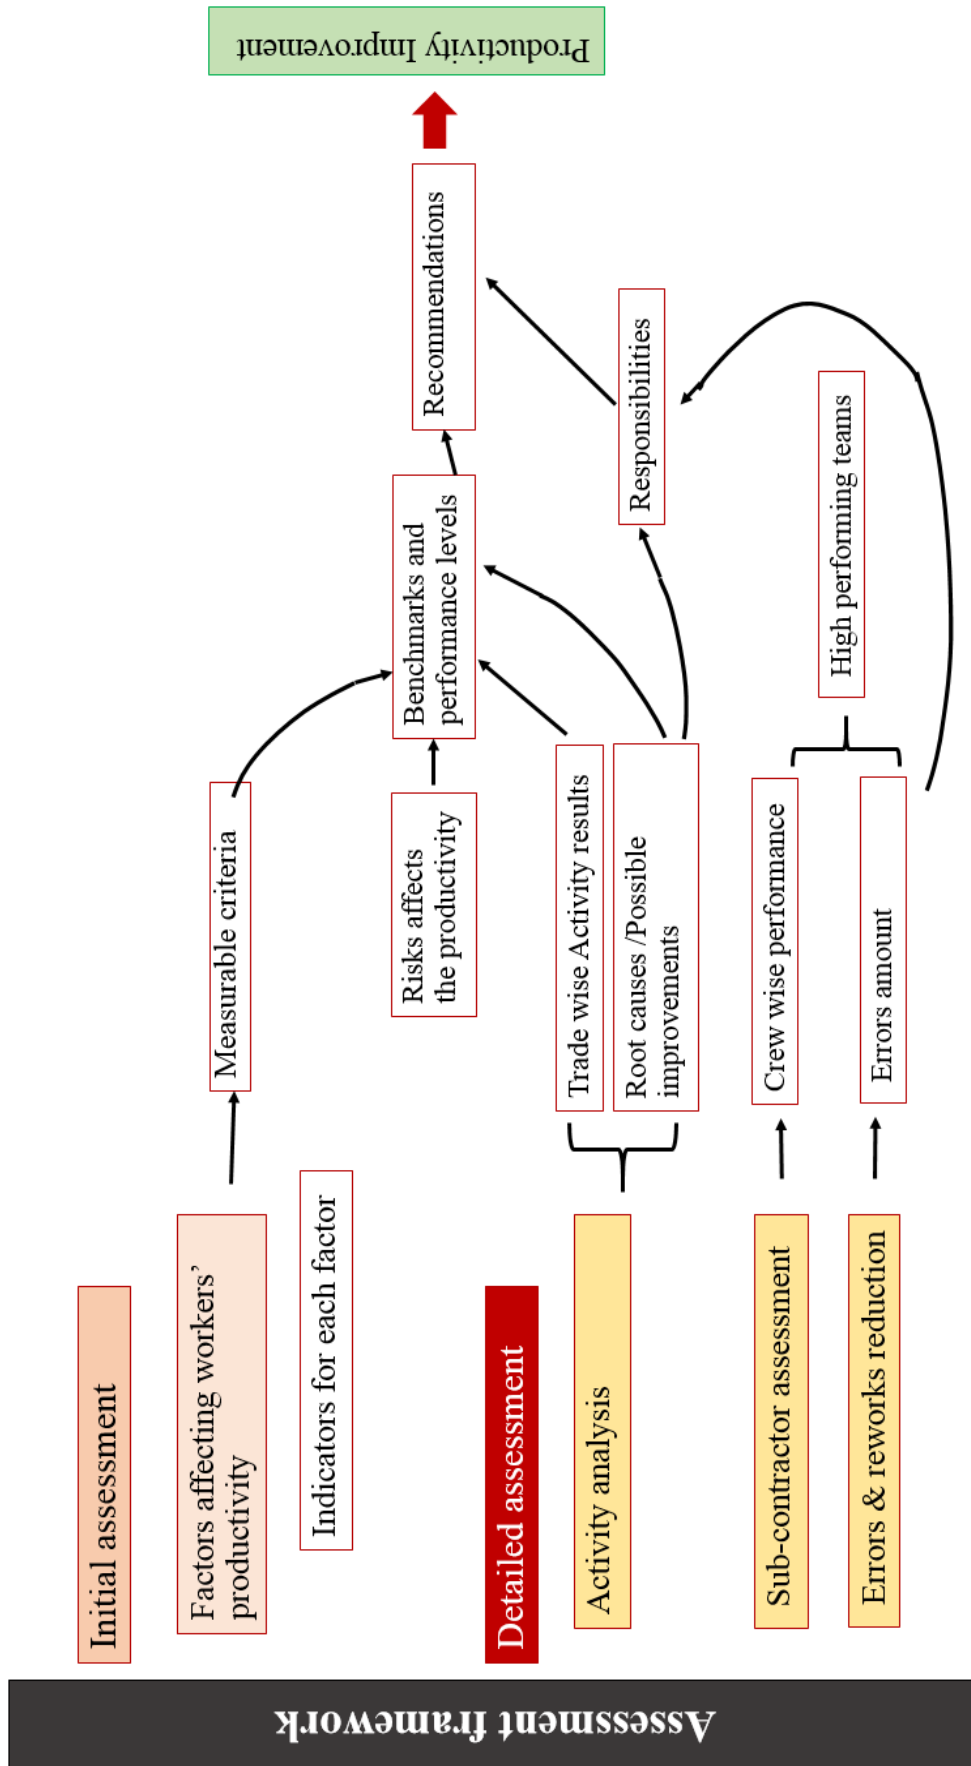 Assessment framework
Initial assessment
Factors affecting workers’
productivity
Indicators for each factor
Measurable criteria
Risks affects
the productivity
Benchmarks and
performance levels
Recommendations
Productivity Improvement
Detailed assessment
Activity analysis
Trade wise Activity results
Root causes /Possible
improvements
Responsibilities
Sub-contractor assessment
Crew wise performance
High performing teams
Errors & reworks reduction
Errors amount